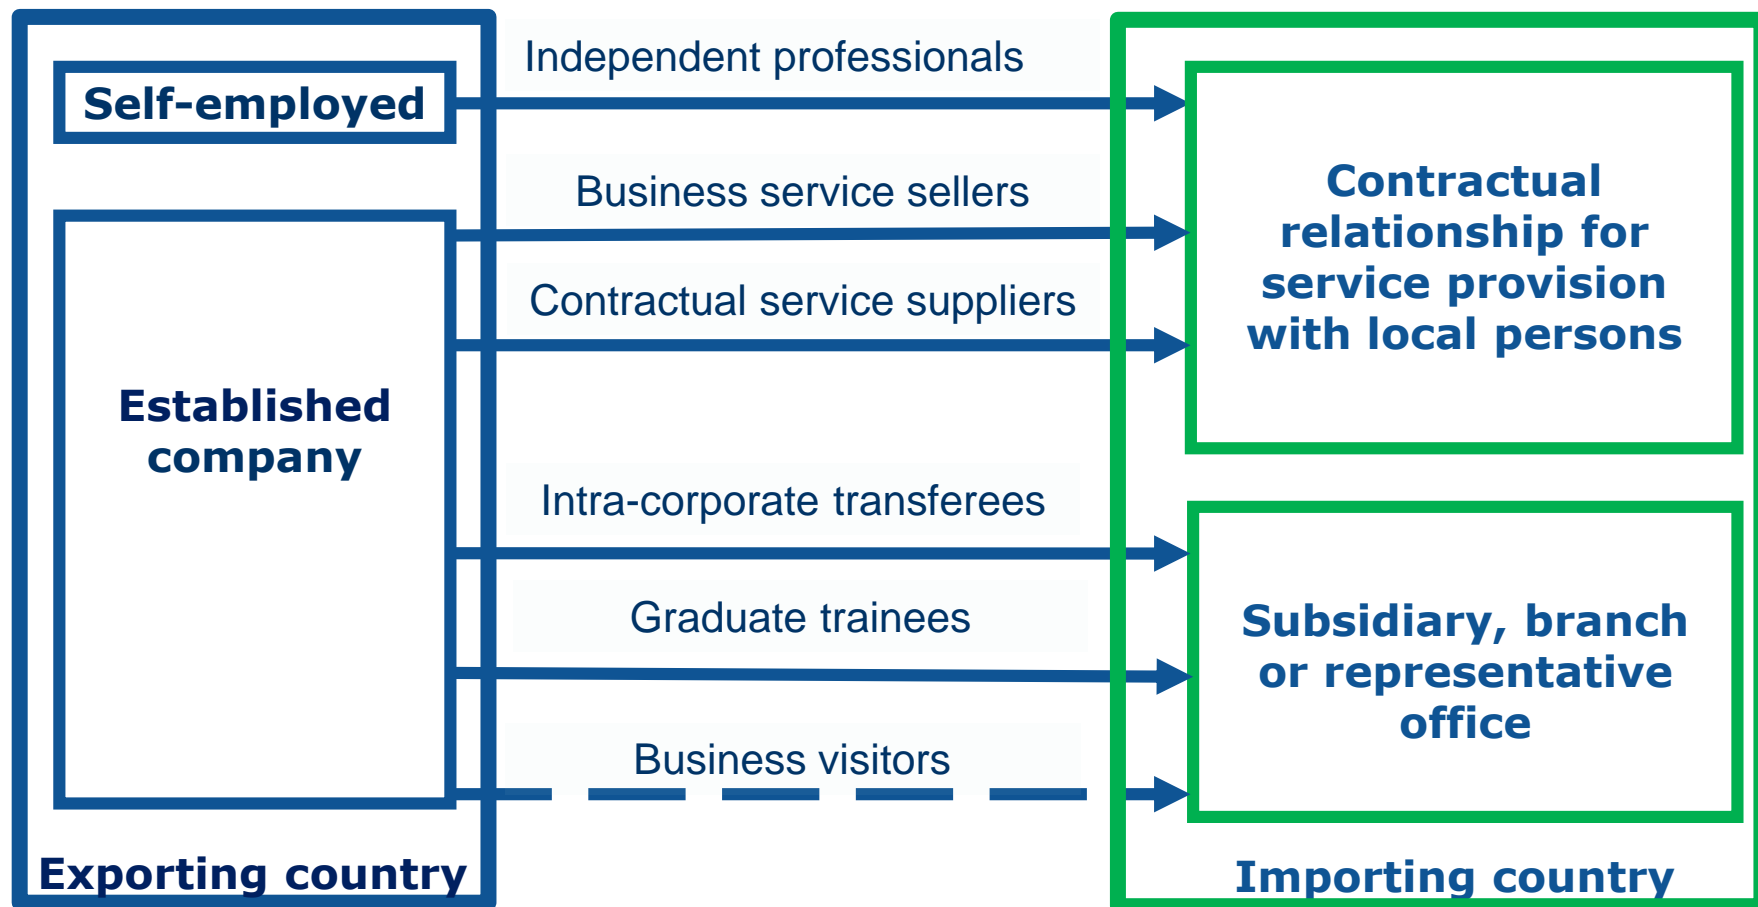 Independent professionals
Self-employed
Business service sellers
Contractual service suppliers
Contractual
relationship for
service provision
with local persons
Established
company
Intra-corporate transferees
Graduate trainees
Business visitors
Subsidiary, branch
or representative
office
Exporting country
Importing country